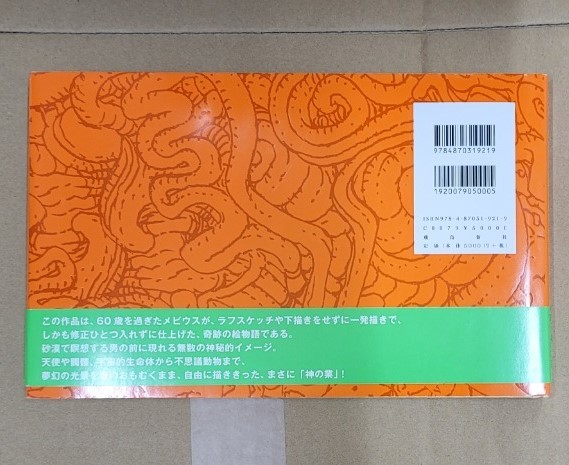 9784870319219
1920079050005
ISBN978-4-87031-921-9
この作品は、60歳を過ぎたメビウスが、ラフスケッチや下描きをせずに一発描きで、
しかも修正ひとつ入れずに仕上げた、奇跡の絵物語である。
砂漠で瞑想する男の前に現れる無数の神秘的イメージ。
天使や 的生命体から不思議動物まで、
夢幻の光景を のおもむくまま、自由に描ききった、まさに「神の業」!